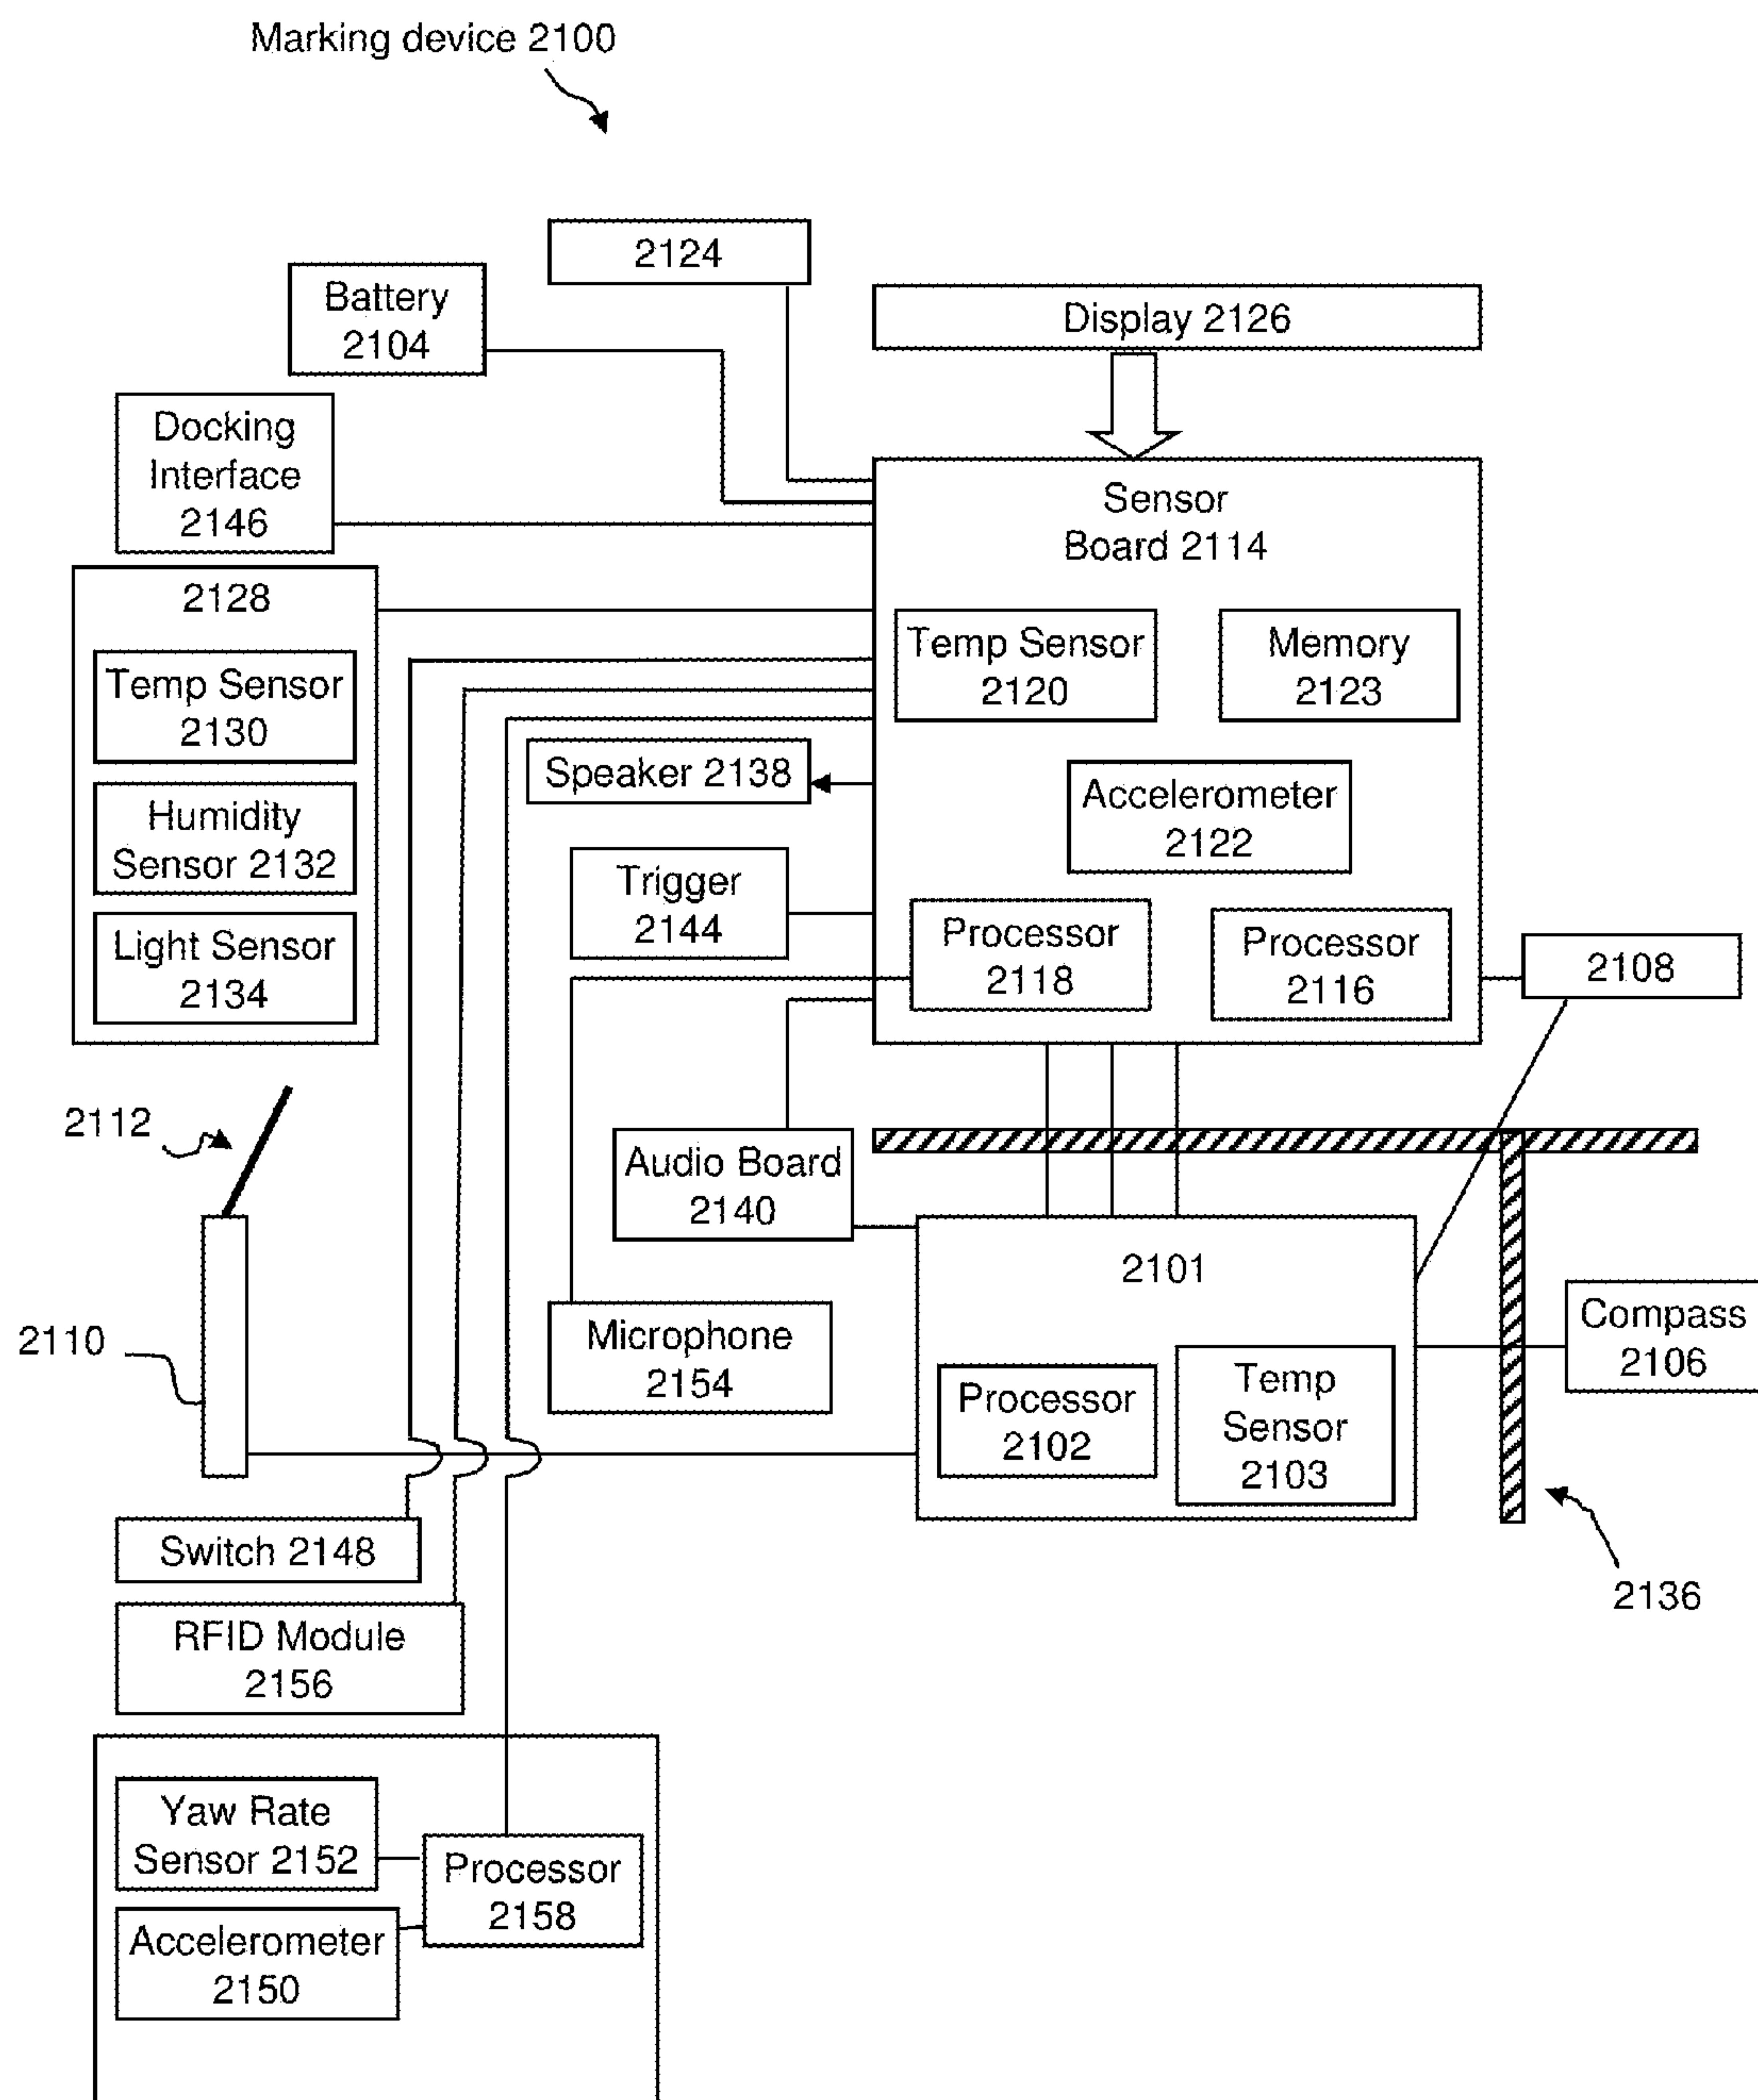 Marking device 2100
2124
Battery
2104
Display 2126
Docking
Interface
2146
Sensor
Board 2114
2128
Temp Sensor
2130
Humidity
Sensor 2132
Light Sensor
2134
Temp Sensor
2120
Memory
2123
Speaker 2138
Accelerometer
2122
Trigger
2144
Processor
2118
Processor
2116
2108
2112
Audio Board
2140
2101
2110
Microphone
2154
Processor
2102
Temp
Sensor
2103
Compass
2106
2136
Switch 2148
RFID Module
2156
Yaw Rate
Sensor 2152
Processor
2158
Accelerometer
2150